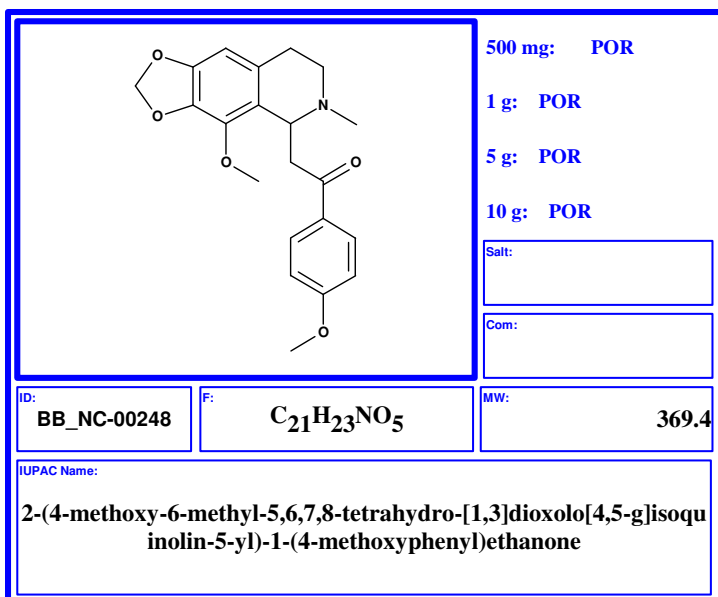 O
O
N
O
O
O
500 mg: POR
1 g: POR
5 g: POR
10 g: POR
Salt:
Com:
ID:
BB_NC-00248
F:
C21H23NO5
MW:
369.4
IUPAC Name:
2-(4-methoxy-6-methyl-5,6,7,8-tetrahydro-[1,3]dioxolo[4,5-g]isoqu
inolin-5-yl)-1-(4-methoxyphenyl)ethanone